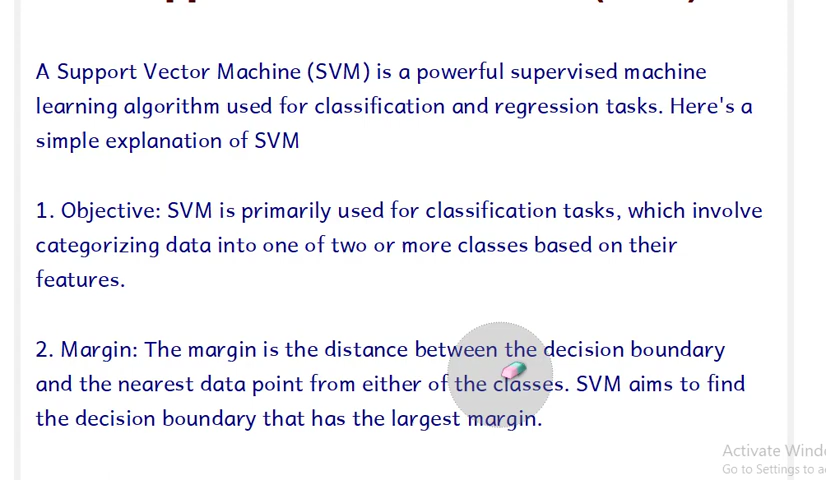 A Support Vector Machine (SVM) is a powerful supervised machine
learning algorithm used for classification and regression tasks. Here's a
simple explanation of SVM
1. Objective: SVM is primarily used for classification tasks, which involve
categorizing data into one of two or more classes based on their
features.
2. Margin: The margin is the distance between the decision boundary
and the nearest data point from either of the classes. SVM aims to find
the decision boundary that has the largest margin.
Activate Windo
Go to Settings to a